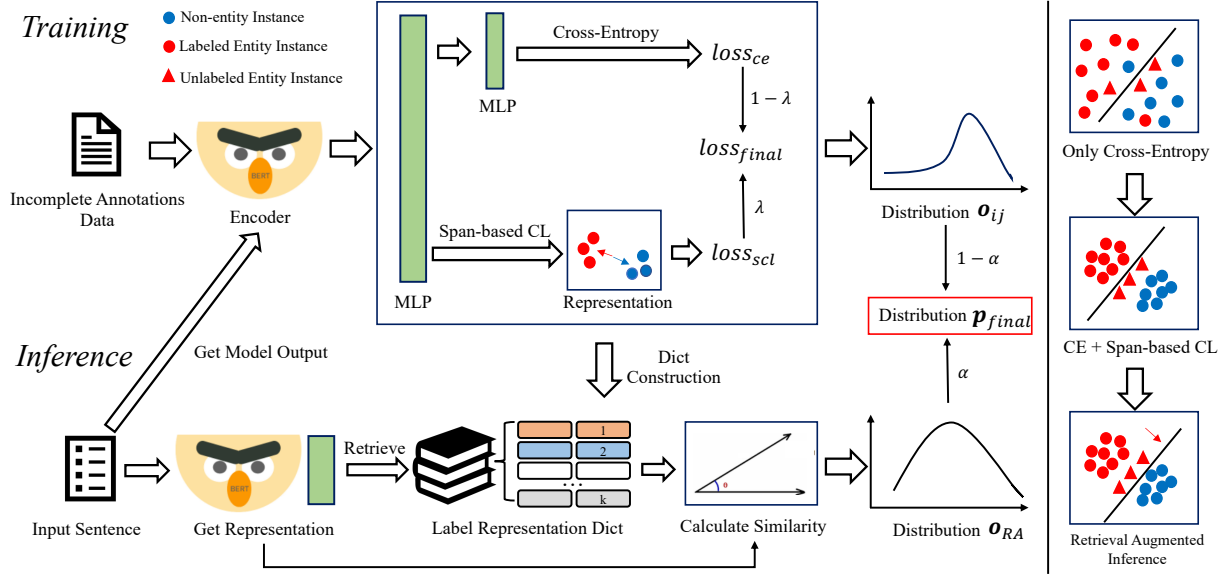 Training
Non-entity Instance
Labeled Entity Instance
Unlabeled Entity Instance
Incomplete Annotations
Data
BERT
Encoder
MLP
MLP
Cross-Entropy
loss_ce
1 − λ
loss_final
λ
loss_scl
Span-based CL
Representation
Distribution o_ij
1 − α
Distribution p_final
α
Distribution o_RA
Inference
Get Model Output
Dict
Construction
Input Sentence
BERT
Get Representation
Retrieve
1
2
...
k
Label Representation Dict
θ
Calculate Similarity
Only Cross-Entropy
CE + Span-based CL
Retrieval Augmented
Inference